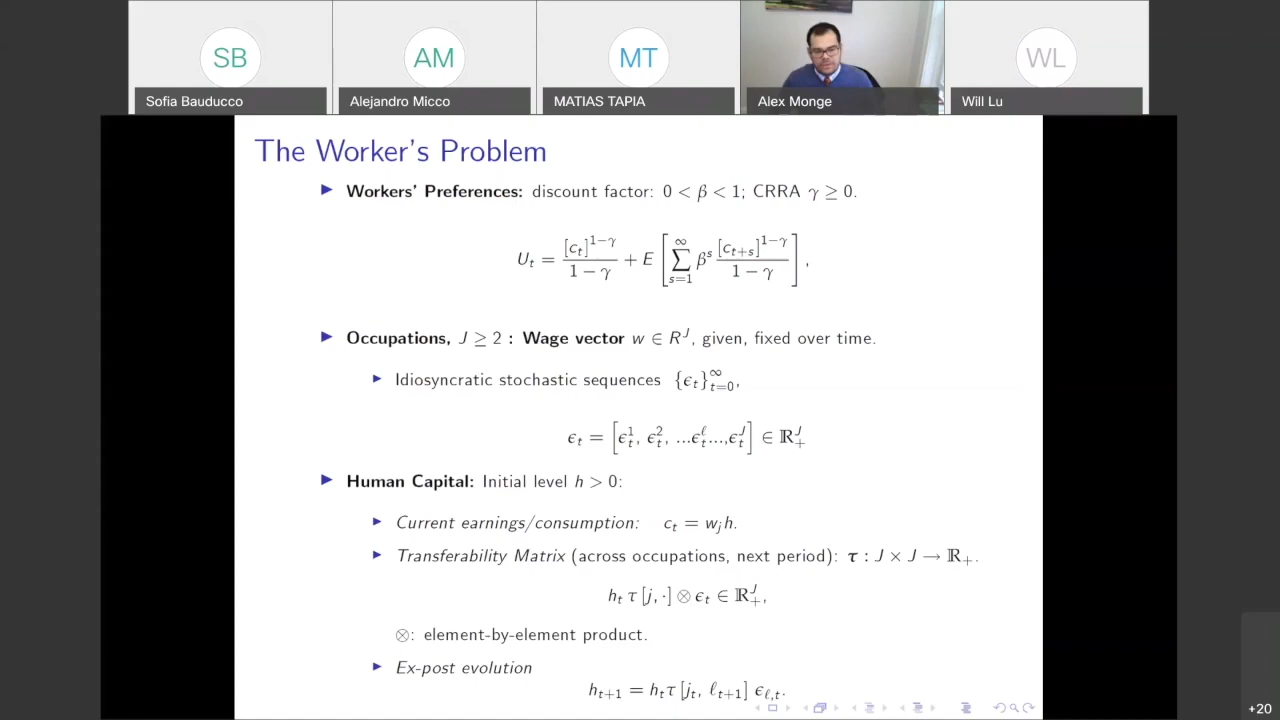 SB
AM
MT
WL
Sofia Bauducco
Alejandro Micco
MATIAS TAPIA
Alex Monge
Will Lu
The Worker's Problem
Workers' Preferences: discount factor: 0 < β < 1; CRRA γ ≥ 0.
U_t = [c_t]^{1−γ} / (1 − γ) + E [ ∑_{s=1}^{∞} β^s [c_{t+s}]^{1−γ} / (1 − γ) ] ,
Occupations, J ≥ 2 : Wage vector w ∈ R^J, given, fixed over time.
Idiosyncratic stochastic sequences {ϵ_t}_{t=0}^{∞},
ϵ_t = [ϵ_t^1, ϵ_t^2, ...ϵ_t^ℓ...,ϵ_t^J] ∈ ℝ_+^J
Human Capital: Initial level h > 0:
Current earnings/consumption: c_t = w_j h.
Transferability Matrix (across occupations, next period): τ : J × J → ℝ_+.
h_t τ [j, ·] ⊗ ϵ_t ∈ ℝ_+^J,
⊗: element-by-element product.
Ex-post evolution
h_{t+1} = h_t τ [j_t, ℓ_{t+1}] ϵ_{ℓ,t}.
+20